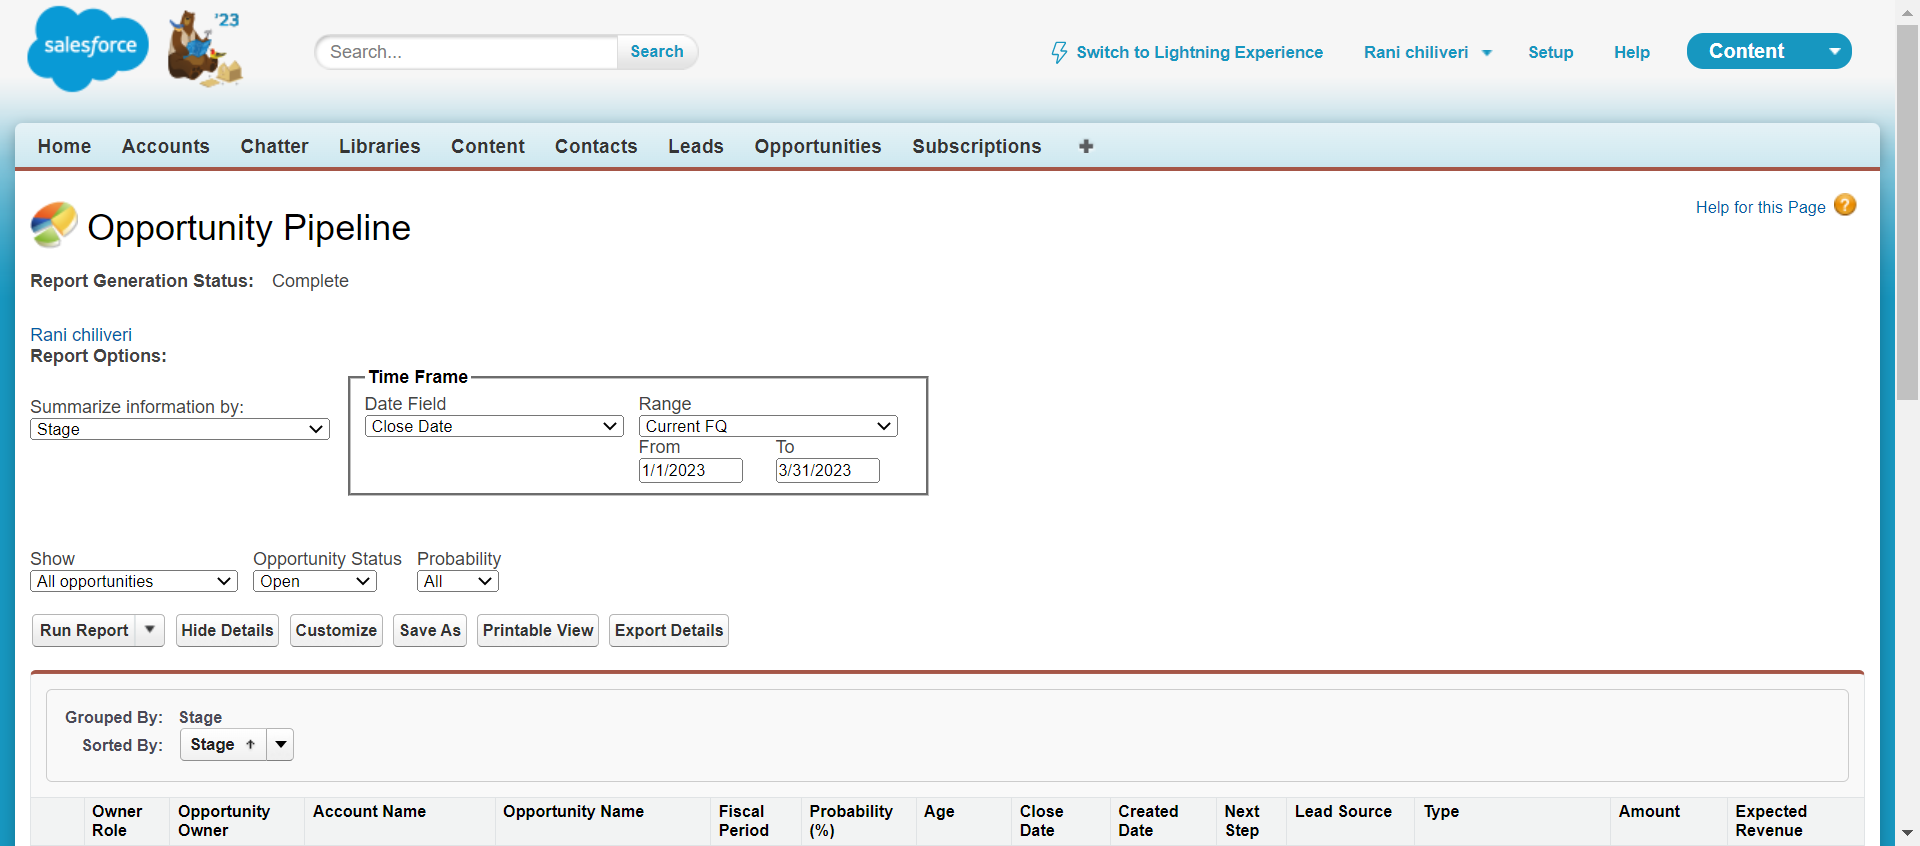 salesforce
'23
Search...
Search
Switch to Lightning Experience
Rani chiliveri
Setup
Help
Content
Home Accounts Chatter Libraries Content Contacts Leads Opportunities Subscriptions
Opportunity Pipeline
Help for this Page
?
Report Generation Status: Complete
Rani chiliveri
Report Options:
Summarize information by:
Stage
Time Frame
Date Field
Close Date
Range
Current FQ
From To
1/1/2023 3/31/2023
Show Opportunity Status Probability
All opportunities Open All
Run Report Hide Details Customize Save As Printable View Export Details
Grouped By: Stage
Sorted By: Stage
Owner Role
Opportunity Owner
Account Name
Opportunity Name
Fiscal Period
Probability (%)
Age
Close Date
Created Date
Next Step
Lead Source
Type
Amount
Expected Revenue